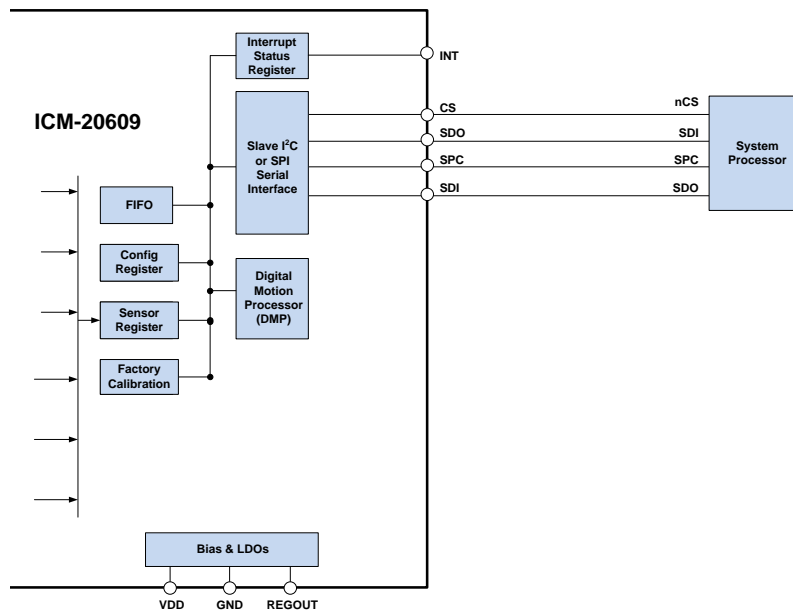 Interrupt
Status
Register
INT
ICM-20609
Slave I²C
or SPI
Serial
Interface
CS
SDO
SPC
SDI
nCS
SDI
SPC
SDO
System
Processor
FIFO
Config
Register
Digital
Motion
Processor
(DMP)
Sensor
Register
Factory
Calibration
Bias & LDOs
VDD
GND
REGOUT